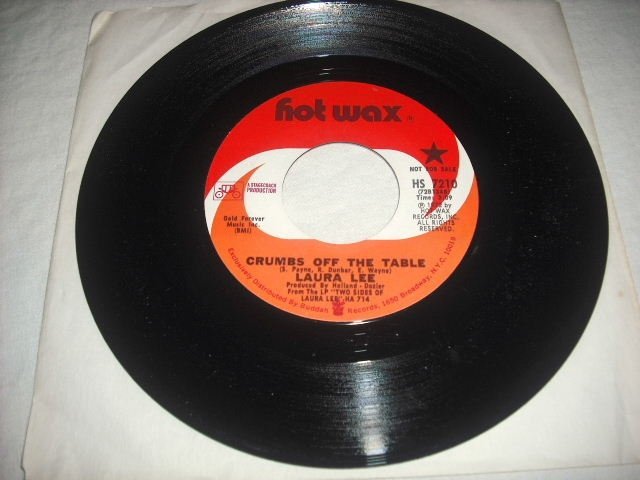 hot wax
NOT FOR SALE
A STAGECOACH
PRODUCTION
HS 7210
Time: 3:09
HOT WAX
RECORDS, INC.
ALL RIGHTS
RESERVED.
Gold Forever
Music Inc.
(BMI)
CRUMBS OFF THE TABLE
(S. Payne, R. Dunbar, E. Wayne)
LAURA LEE
Produced By Holland - Dozier
From The LP "TWO SIDES OF
LAURA LEE"-HA 714
Exclusively Distributed By Buddah Records, 1650 Broadway, N.Y.C. 10019